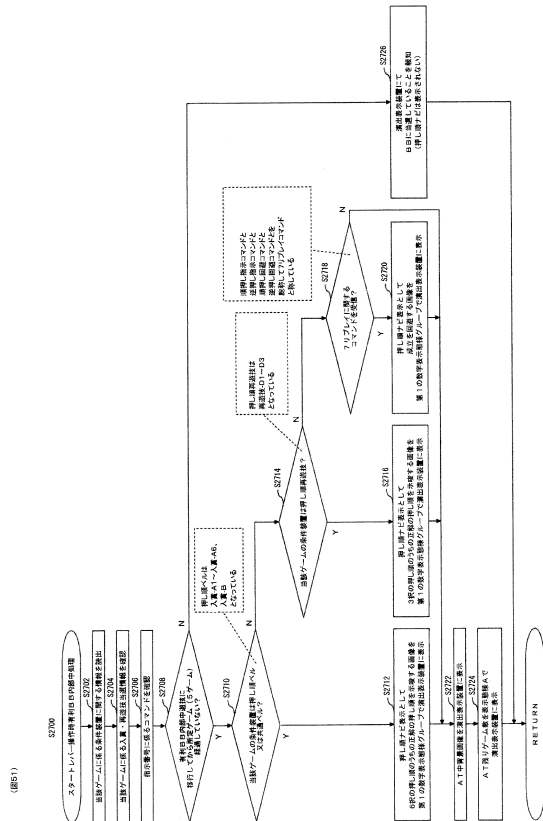 (図51)
S2700
スタートレバー操作時有利BB内部中処理
S2702
当該ゲームに係る条件装置に関する情報を読出
S2704
当該ゲームに係る入賞・再遊技当選情報を確認
S2706
指示番号に係るコマンドを確認
S2708
有利BB内部中遊技に
移行してから所定ゲーム(5ゲーム)
経過していない?
N
Y
S2710
当該ゲームの条件装置は押し順ベル
又は共通ベル?
N
Y
押し順ベルは
入賞-A1~入賞-A6、
入賞-B
となっている
S2712
押し順ナビ表示として
6択の押し順のうちの正解の押し順を示唆する画像を
第1の数字表示態様グループで演出表示装置に表示
S2714
当該ゲームの条件装置は押し順再遊技?
N
Y
押し順再遊技は
再遊技-D1~D3
となっている
S2716
押し順ナビ表示として
3択の押し順のうちの正解の押し順を示唆する画像を
第1の数字表示態様グループで演出表示装置に表示
S2718
7リプレイに関する
コマンドを受信?
N
Y
順押し指示コマンドと
逆押し指示コマンドと
順押し回避コマンドと
逆押し回避コマンドとを
総称して7リプレイコマンド
と称している
S2720
押し順ナビ表示として
成立を回避する画像を
第1の数字表示態様グループで演出表示装置に表示
S2722
AT中背景画像を演出表示装置に表示
S2724
AT残りゲーム数を表示態様Aで
演出表示装置に表示
S2726
演出表示装置にて
BBに当選していることを報知
(押し順ナビは表示されない)
RETURN